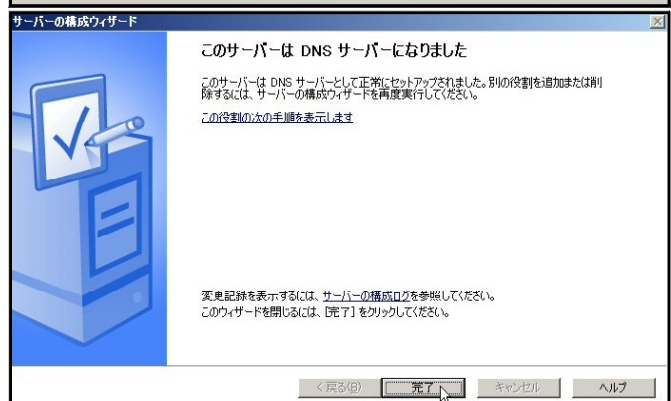 サーバーの構成ウィザード
このサーバーは DNS サーバーになりました
このサーバーは DNS サーバーとして正常にセットアップされました。別の役割を追加または削
除するには、サーバーの構成ウィザードを再度実行してください。
この役割の次の手順を表示します
変更記録を表示するには、サーバーの構成ログを参照してください。
このウィザードを閉じるには、[完了] をクリックしてください。
< 戻る(B) 完了 キャンセル ヘルプ